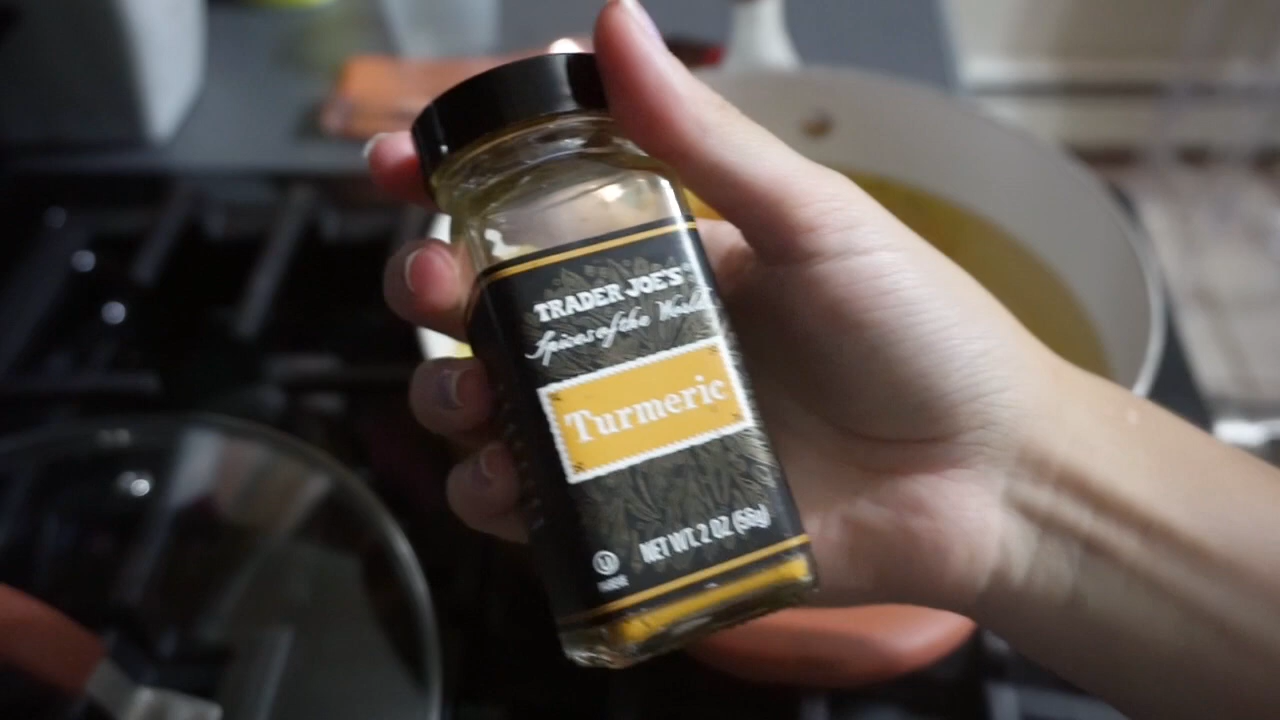 TRADER JOE'S
Spices of the World
Turmeric
NET WT. 2 OZ (56g)